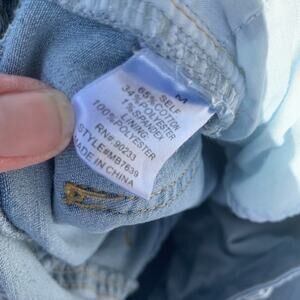 M
SELF
65% COTTON
34% POLYESTER
1% SPANDEX
LINING
100% POLYESTER
RN# 90233
STYLE#MB7639
MADE IN CHINA